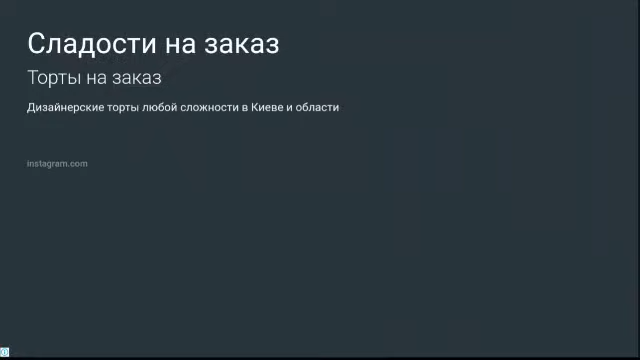 Сладости на заказ
Торты на заказ
Дизайнерские торты любой сложности в Киеве и области
instagram.com